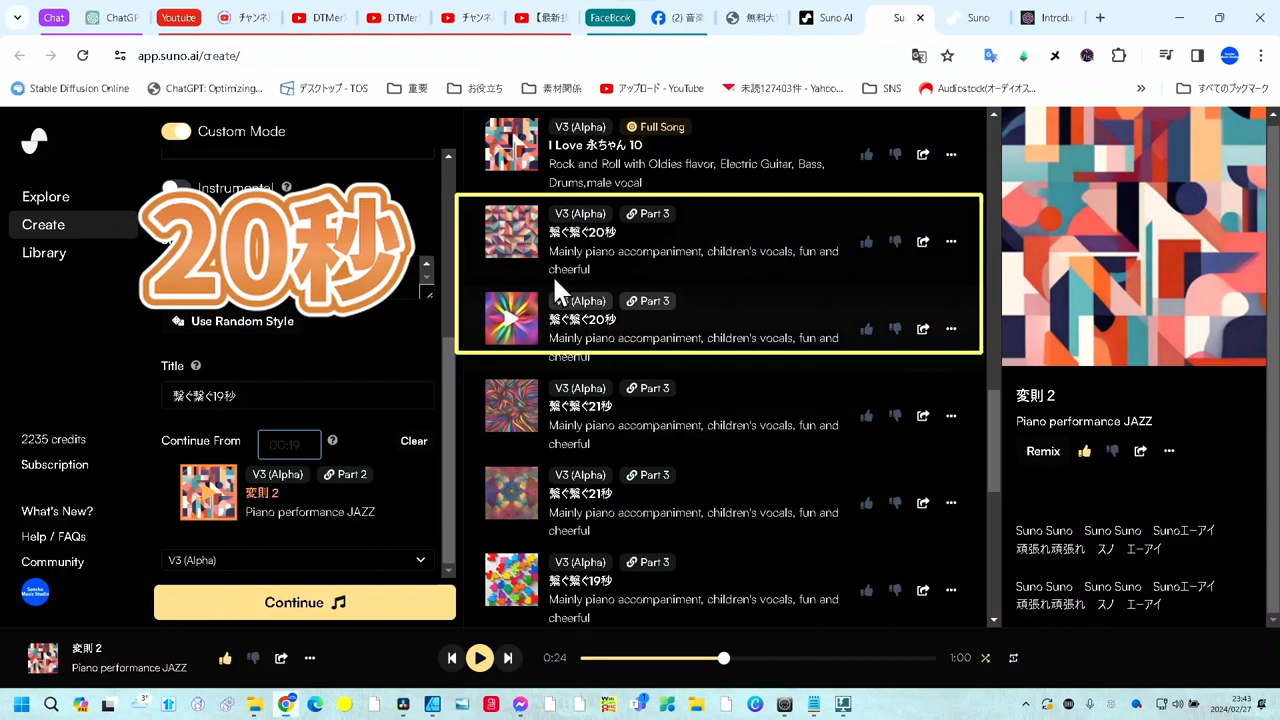 Chat
ChatGPT
Youtube
チャンネル
DTMer
DTMer
チャンネ
【最新技
FaceBook
(2) 音楽
無料大
Suno AI
Su
Suno
Introdu
app.suno.ai/create/
Stable Diffusion Online
ChatGPT: Optimizing...
デスクトップ - TOS
重要
お役立ち
素材関係
アップロード - YouTube
未読127403件 - Yahoo...
SNS
Audiostock(オーディオス...
»
すべてのブックマーク
Explore
Create
Library
2235 credits
Subscription
What's New?
Help / FAQs
Community
Custom Mode
Instrumental
20秒
Use Random Style
Title
繋ぐ繋ぐ19秒
Continue From
00:19
Clear
V3 (Alpha)
Part 2
変則 2
Piano performance JAZZ
V3 (Alpha)
Continue
V3 (Alpha)
Full Song
I Love 永ちゃん 10
Rock and Roll with Oldies flavor, Electric Guitar, Bass,
Drums,male vocal
V3 (Alpha)
Part 3
繋ぐ繋ぐ20秒
Mainly piano accompaniment, children's vocals, fun and
cheerful
(Alpha)
Part 3
繋ぐ繋ぐ20秒
Mainly piano accompaniment, children's vocals, fun and
cheerful
V3 (Alpha)
Part 3
繋ぐ繋ぐ21秒
Mainly piano accompaniment, children's vocals, fun and
cheerful
V3 (Alpha)
Part 3
繋ぐ繋ぐ21秒
Mainly piano accompaniment, children's vocals, fun and
cheerful
V3 (Alpha)
Part 3
繋ぐ繋ぐ19秒
Mainly piano accompaniment, children's vocals, fun and
cheerful
変則 2
Piano performance JAZZ
Remix
Suno Suno Suno Suno Sunoエーアイ
頑張れ頑張れ スノ エーアイ
Suno Suno Suno Suno Sunoエーアイ
頑張れ頑張れ スノ エーアイ
変則 2
Piano performance JAZZ
0:24
1:00
3°
23:43
2024/02/27